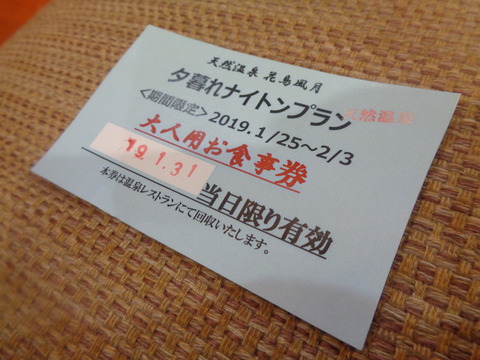 天然温泉 花鳥風月
夕暮れナイトンプラン
天然温泉
<期間限定>2019.1/25～2/3
大人用お食事券
'19.1.31
当日限り有効
本券は温泉レストランにて回収いたします。